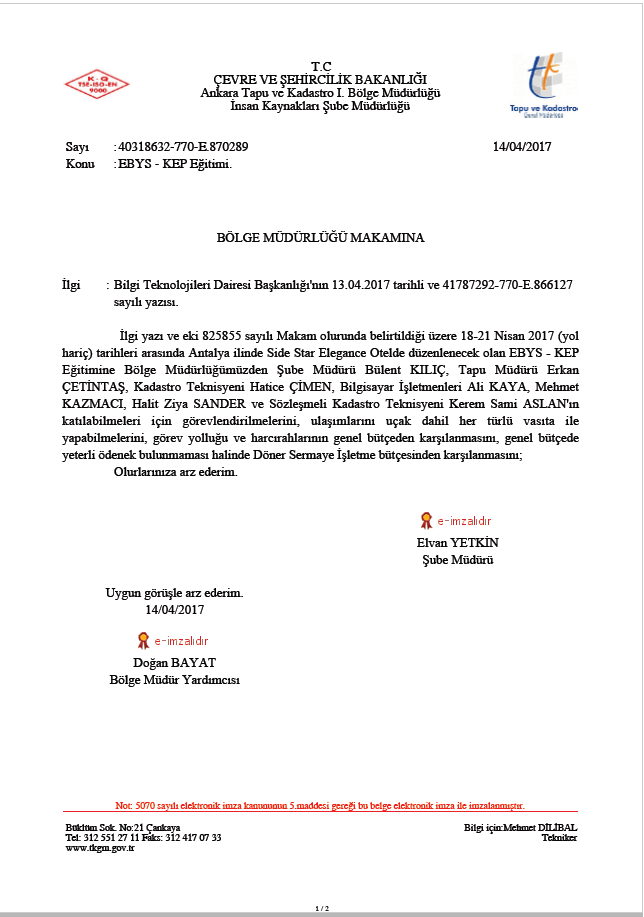 T.C
ÇEVRE VE ŞEHİRCİLİK BAKANLIĞI
Ankara Tapu ve Kadastro I. Bölge Müdürlüğü
İnsan Kaynakları Şube Müdürlüğü
K - Q
TSE-ISO-EN
9000
Tapu ve Kadastro
Genel Müdürlüğü
Sayı : 40318632-770-E.870289 14/04/2017
Konu : EBYS - KEP Eğitimi.
BÖLGE MÜDÜRLÜĞÜ MAKAMINA
İlgi : Bilgi Teknolojileri Dairesi Başkanlığı'nın 13.04.2017 tarihli ve 41787292-770-E.866127
sayılı yazısı.
İlgi yazı ve eki 825855 sayılı Makam olurunda belirtildiği üzere 18-21 Nisan 2017 (yol
hariç) tarihleri arasında Antalya ilinde Side Star Elegance Otelde düzenlenecek olan EBYS - KEP
Eğitimine Bölge Müdürlüğümüzden Şube Müdürü Bülent KILIÇ, Tapu Müdürü Erkan
ÇETİNTAŞ, Kadastro Teknisyeni Hatice ÇİMEN, Bilgisayar İşletmenleri Ali KAYA, Mehmet
KAZMACI, Halit Ziya SANDER ve Sözleşmeli Kadastro Teknisyeni Kerem Sami ASLAN'ın
katılabilmeleri için görevlendirilmelerini, ulaşımlarını uçak dahil her türlü vasıta ile
yapabilmelerini, görev yolluğu ve harcırahlarının genel bütçeden karşılanmasını, genel bütçede
yeterli ödenek bulunmaması halinde Döner Sermaye İşletme bütçesinden karşılanmasını;
Olurlarınıza arz ederim.
e-imzalıdır
Elvan YETKİN
Şube Müdürü
Uygun görüşle arz ederim.
14/04/2017
e-imzalıdır
Doğan BAYAT
Bölge Müdür Yardımcısı
Not: 5070 sayılı elektronik imza kanununun 5.maddesi gereği bu belge elektronik imza ile imzalanmıştır.
Büklüm Sok. No:21 Çankaya Bilgi için:Mehmet DİLİBAL
Tel: 312 551 27 11 Faks: 312 417 07 33 Tekniker
www.tkgm.gov.tr
1 / 2